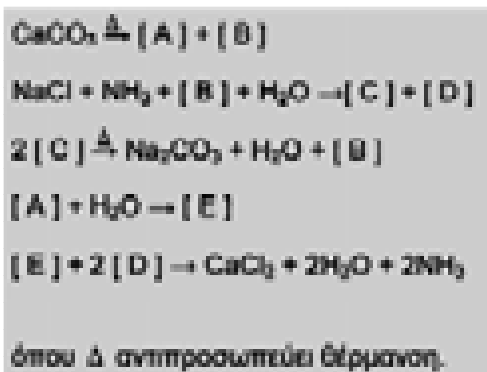 CaCO₃ →Δ [ A ] + [ B ]
NaCl + NH₃ + [ B ] + H₂O → [ C ] + [ D ]
2 [ C ] →Δ Na₂CO₃ + H₂O + [ B ]
[ A ] + H₂O → [ E ]
[ E ] + 2 [ D ] → CaCl₂ + 2H₂O + 2NH₃
όπου Δ αντιπροσωπεύει θέρμανση.